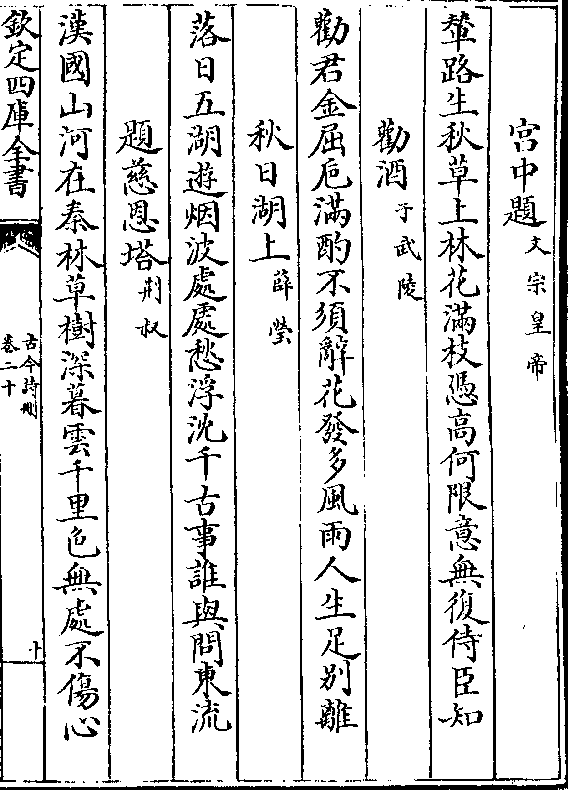 宫中題文宗皇帝
輦路生秋草上林花滿枝憑高何限意無復侍臣知
勸酒于武陵
勸君金屈巵滿酌不須辭花發多風雨人生足别離
秋日湖上薛瑩
落日五湖遊烟波處處愁浮沈千古事誰與問東流
題慈恩塔荆叔
漢國山河在秦林草樹深暮雲千里色無處不傷心
欽定四庫全書
古今詩刪
卷二十
十